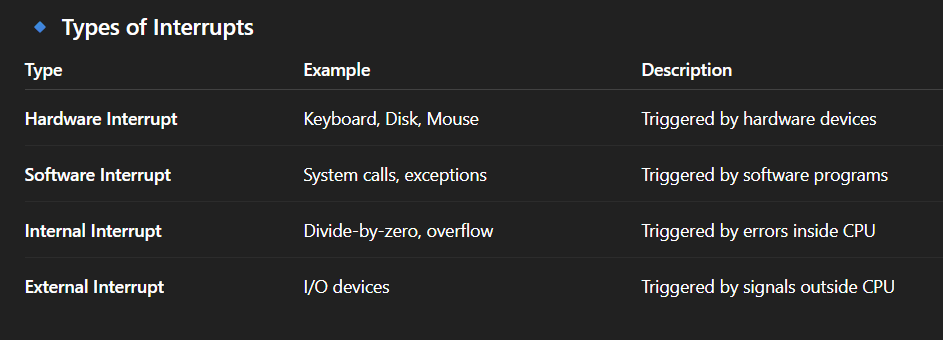 Types of Interrupts
Type Example Description
Hardware Interrupt Keyboard, Disk, Mouse Triggered by hardware devices
Software Interrupt System calls, exceptions Triggered by software programs
Internal Interrupt Divide-by-zero, overflow Triggered by errors inside CPU
External Interrupt I/O devices Triggered by signals outside CPU